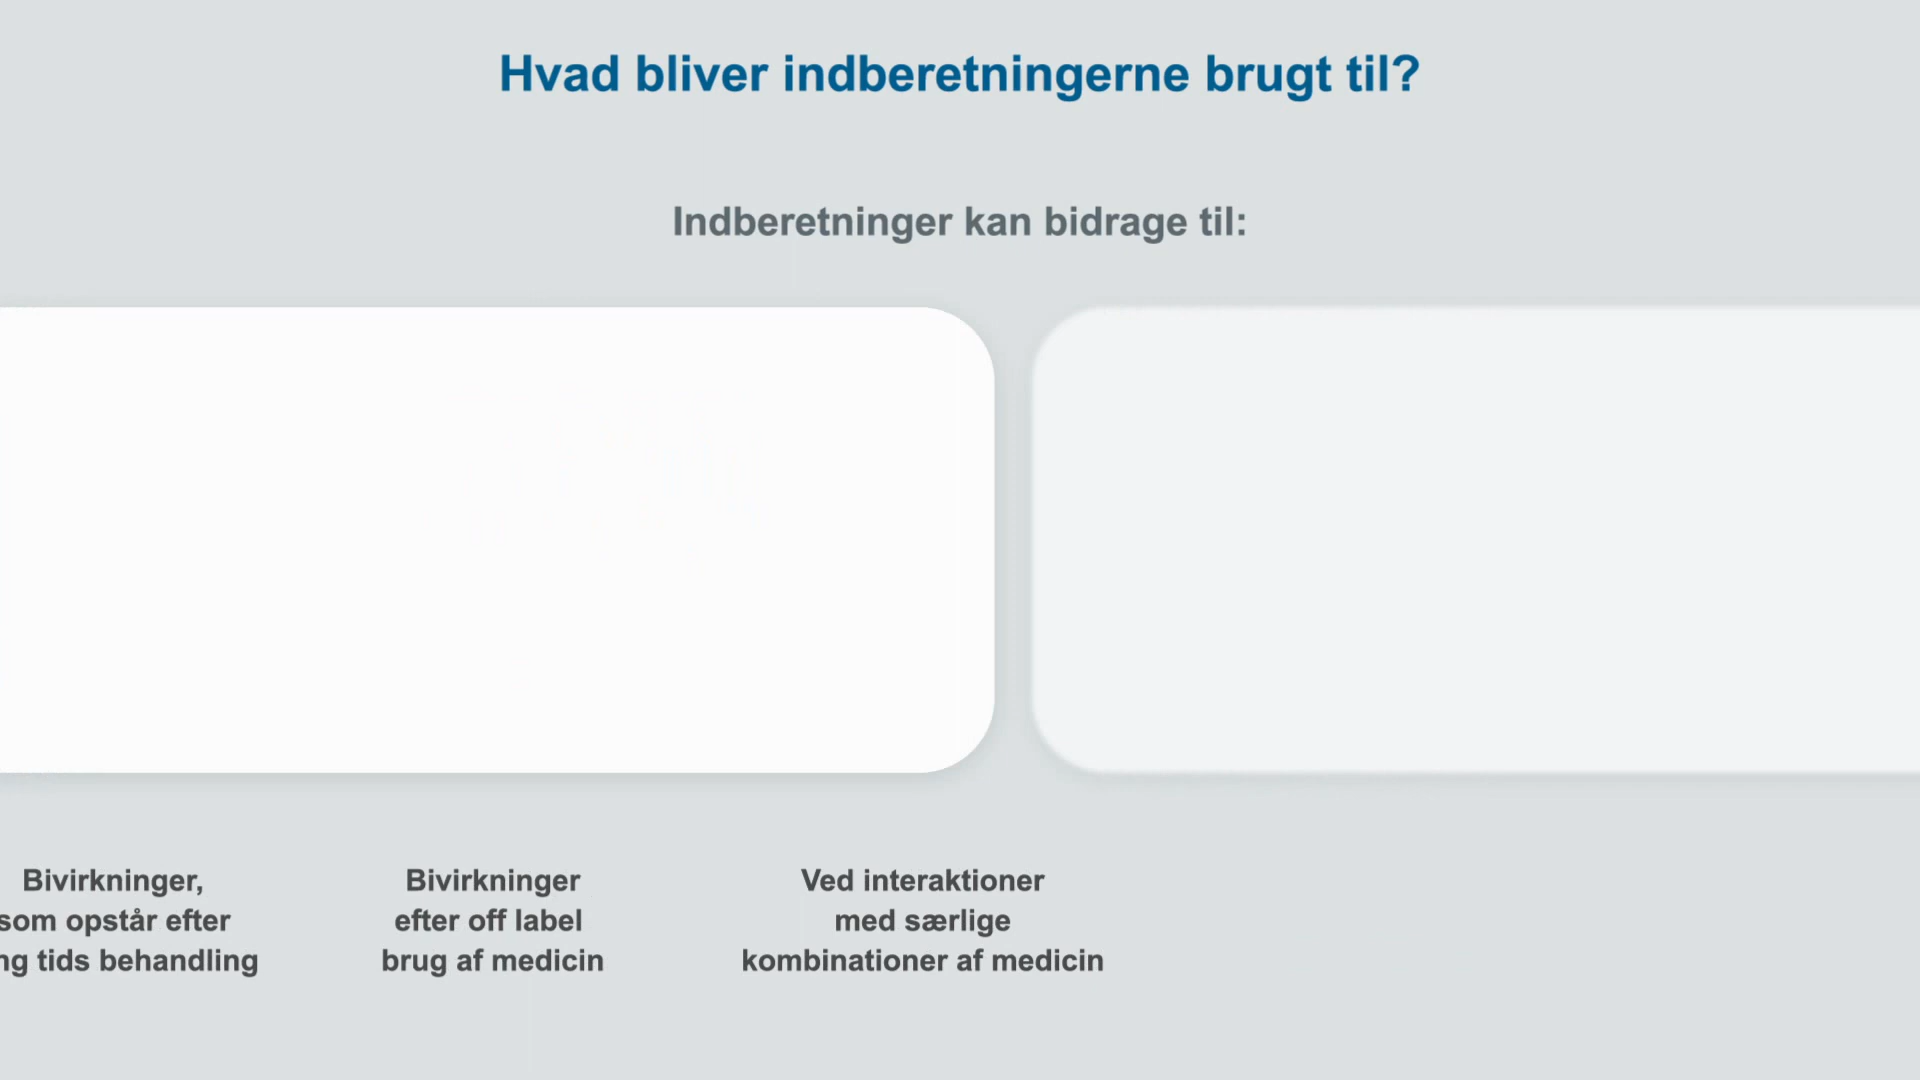 Hvad bliver indberetningerne brugt til?
Indberetninger kan bidrage til:
Bivirkninger,
som opstår efter
tids behandling
Bivirkninger
efter off label
brug af medicin
Ved interaktioner
med særlige
kombinationer af medicin